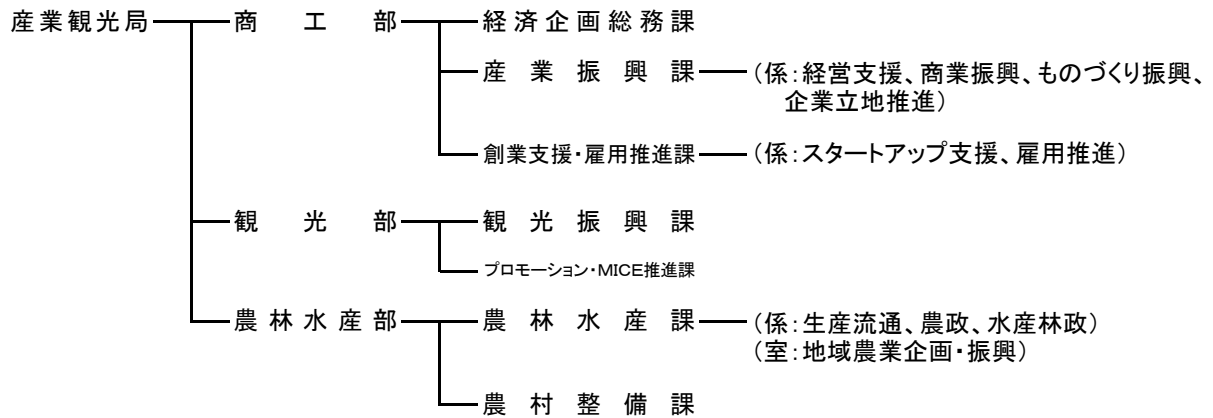 産業観光局 商工部 経済企画総務課
産業振興課 (係:経営支援、商業振興、ものづくり振興、
企業立地推進)
創業支援・雇用推進課 (係:スタートアップ支援、雇用推進)
観光部 観光振興課
プロモーション・MICE推進課
農林水産部 農林水産課 (係:生産流通、農政、水産林政)
(室:地域農業企画・振興)
農村整備課